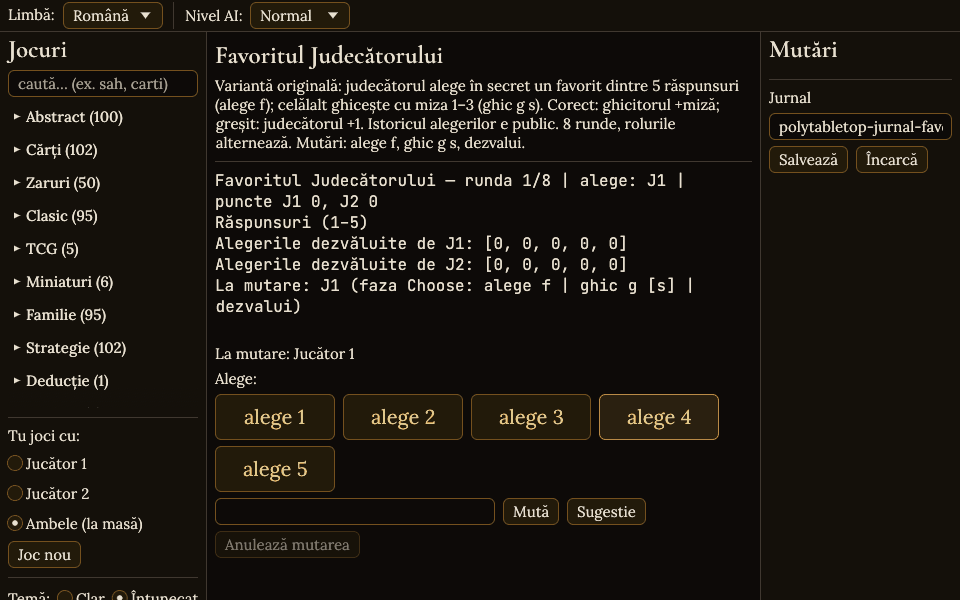 Limbă: Română ▼ Nivel AI: Normal ▼
Jocuri
caută... (ex. sah, carti)
▸ Abstract (100)
▸ Cărți (102)
▸ Zaruri (50)
▸ Clasic (95)
▸ TCG (5)
▸ Miniaturi (6)
▸ Familie (95)
▸ Strategie (102)
▸ Deducție (1)
Tu joci cu:
Jucător 1
Jucător 2
Ambele (la masă)
Joc nou
Temă: Clar Întunecat
Favoritul Judecătorului
Variantă originală: judecătorul alege în secret un favorit dintre 5 răspunsuri
(alege f); celălalt ghicește cu miza 1–3 (ghic g s). Corect: ghicitorul +miză;
greșit: judecătorul +1. Istoricul alegerilor e public. 8 runde, rolurile
alternează. Mutări: alege f, ghic g s, dezvalui.
Favoritul Judecătorului — runda 1/8 | alege: J1 |
puncte J1 0, J2 0
Răspunsuri (1–5)
Alegerile dezvăluite de J1: [0, 0, 0, 0, 0]
Alegerile dezvăluite de J2: [0, 0, 0, 0, 0]
La mutare: J1 (faza Choose: alege f | ghic g [s] |
dezvalui)
La mutare: Jucător 1
Alege:
alege 1 alege 2 alege 3 alege 4
alege 5
Mută Sugestie
Anulează mutarea
Mutări
Jurnal
polytabletop-jurnal-fav
Salvează Încarcă